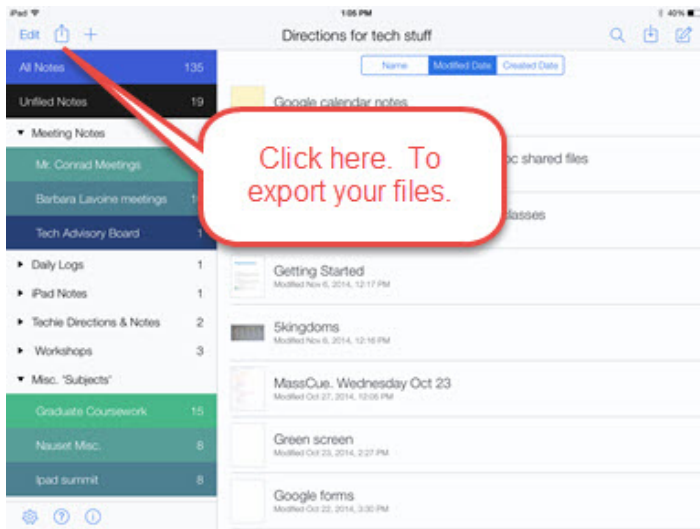 iPad
1:05 PM
40%
Edit
Directions for tech stuff
All Notes 135
Unfiled Notes 19
Meeting Notes
Mr. Conrad Meetings
Barbara Lavoine meetings
Tech Advisory Board 1
Daily Logs 1
iPad Notes 1
Techie Directions & Notes 2
Workshops 3
Misc. "Subjects"
Graduate Coursework 15
Nauset Misc. 8
Ipad summit 8
Name Modified Date Created Date
Google calendar notes
shared files
classes
Click here. To
export your files.
Getting Started
Modified Nov 6, 2014, 12:17 PM
5kingdoms
Modified Nov 6, 2014, 12:16 PM
MassCue. Wednesday Oct 23
Modified Oct 27, 2014, 12:05 PM
Green screen
Modified Oct 23, 2014, 2:27 PM
Google forms
Modified Oct 22, 2014, 3:30 PM